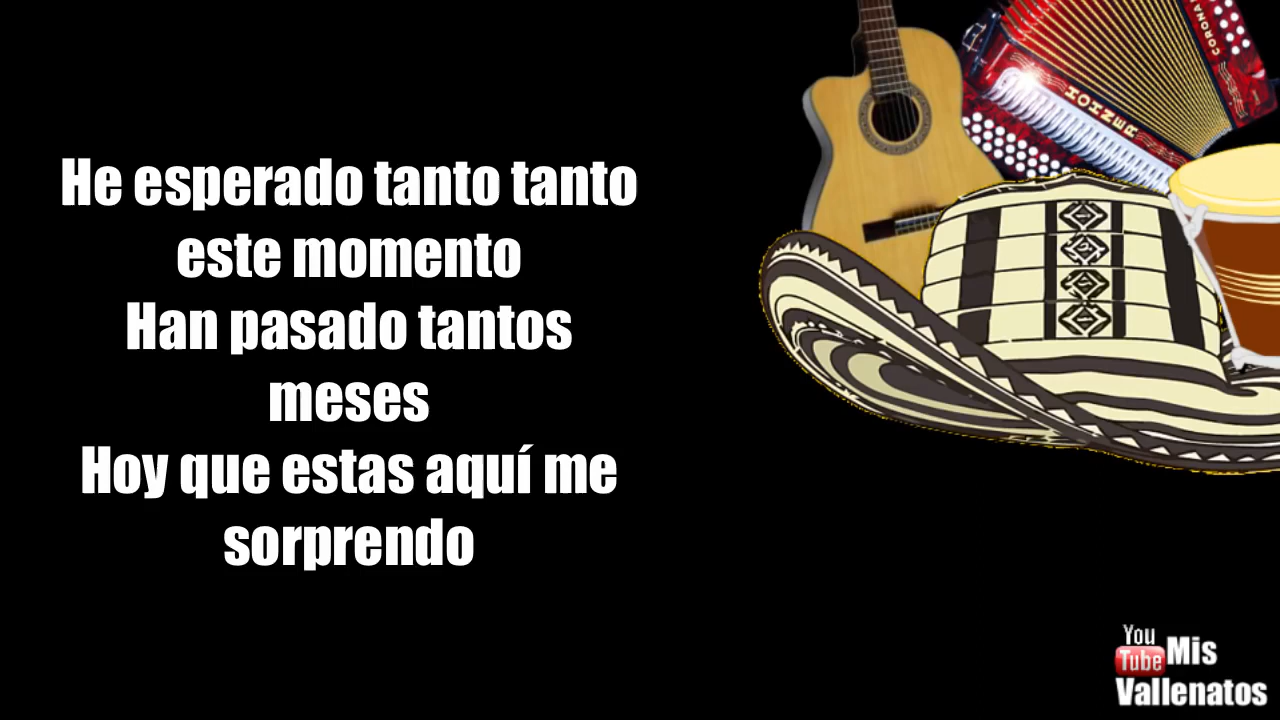 He esperado tanto tanto
este momento
Han pasado tantos
meses
Hoy que estas aquí me
sorprendo
HOHNER
CORONA
You
Tube Mis
Vallenatos